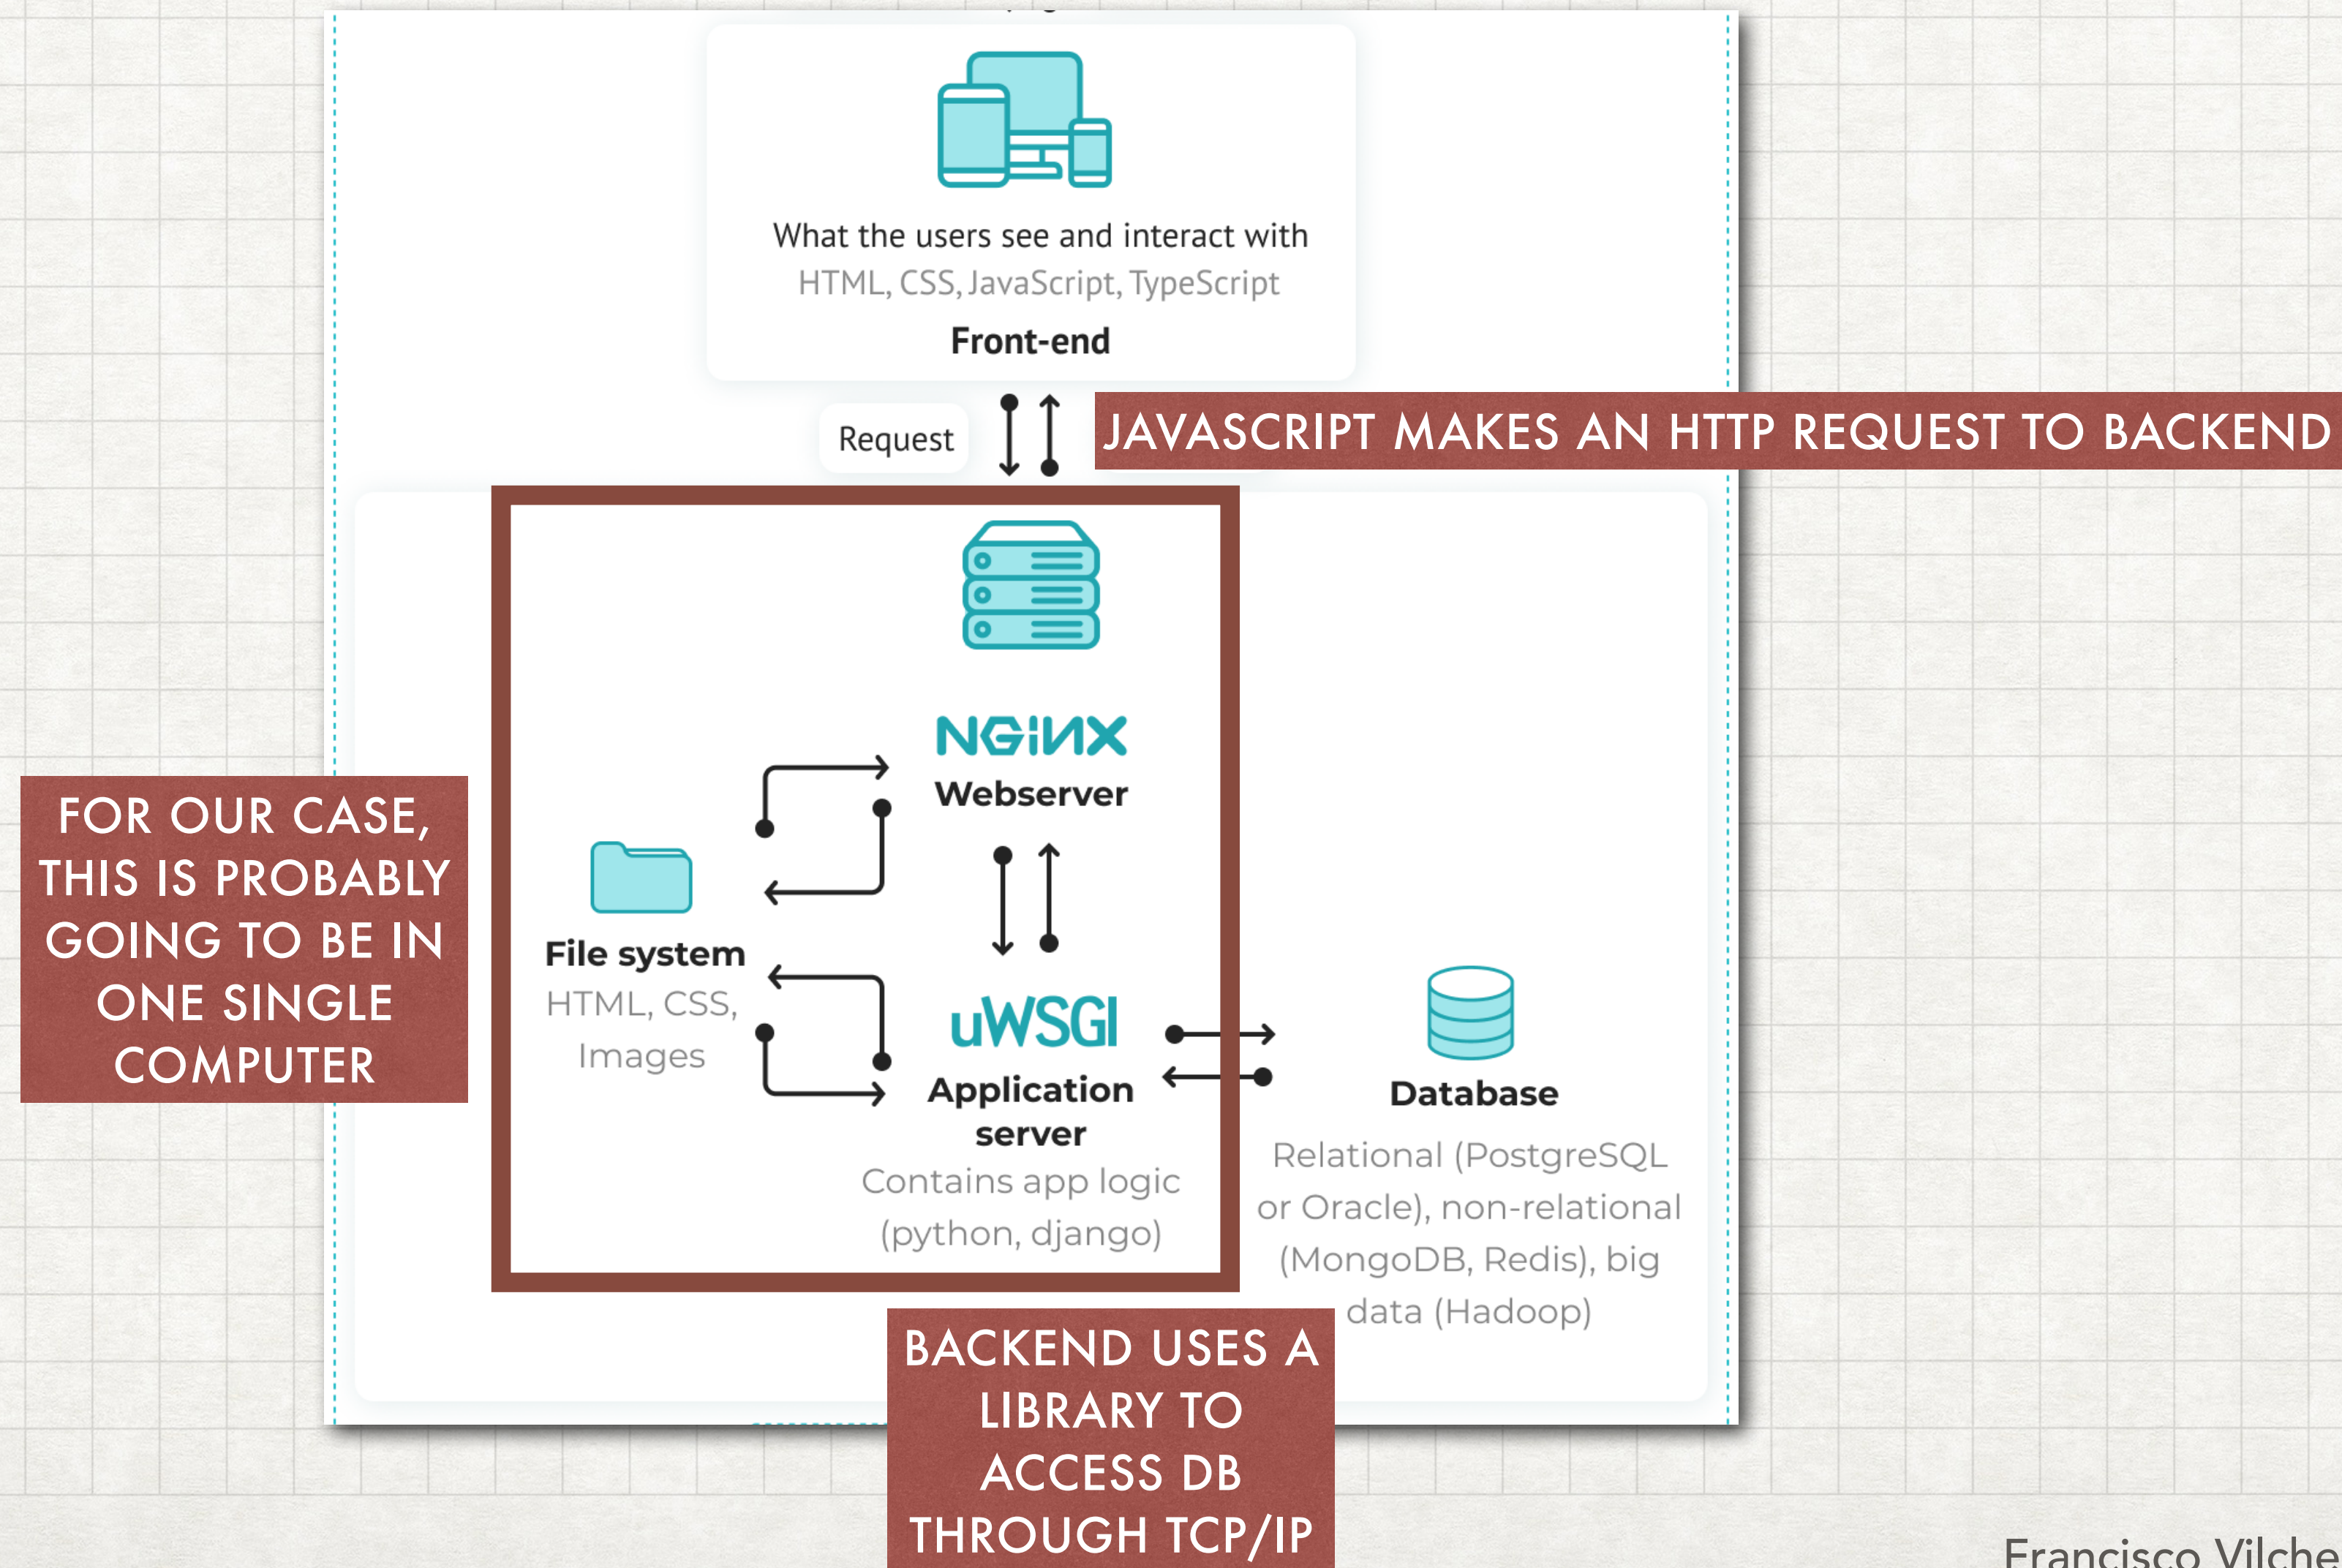 What the users see and interact with
HTML, CSS, JavaScript, TypeScript
Front-end
Request
JAVASCRIPT MAKES AN HTTP REQUEST TO BACKEND
NGINX
Webserver
FOR OUR CASE,
THIS IS PROBABLY
GOING TO BE IN
ONE SINGLE
COMPUTER
File system
HTML, CSS,
Images
uWSGI
Application
server
Contains app logic
(python, django)
Database
Relational (PostgreSQL
or Oracle), non-relational
(MongoDB, Redis), big
data (Hadoop)
BACKEND USES A
LIBRARY TO
ACCESS DB
THROUGH TCP/IP
Francisco Vilche